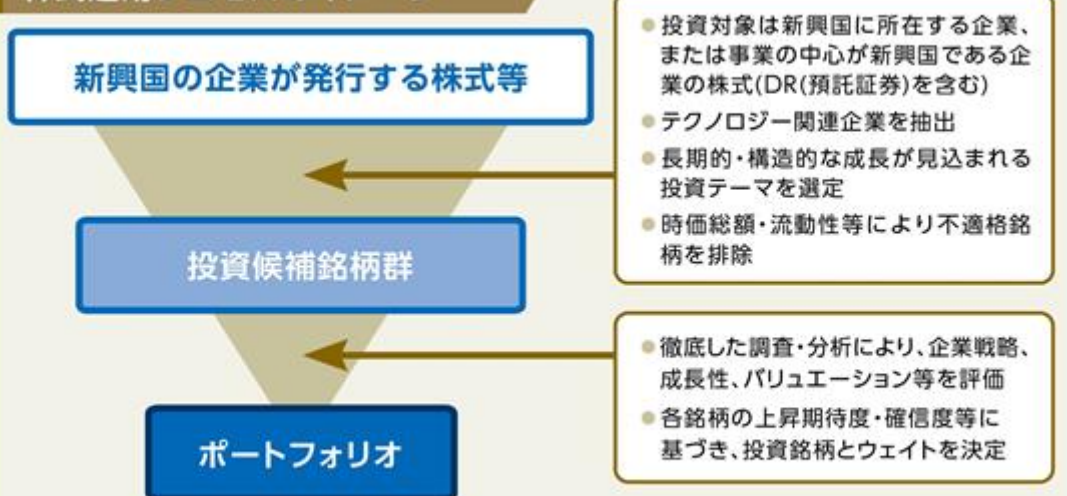 新興国の企業が発行する株式等
●投資対象は新興国に所在する企業、
または事業の中心が新興国である企
業の株式(DR(預託証券)を含む)
●テクノロジー関連企業を抽出
●長期的・構造的な成長が見込まれる
投資テーマを選定
●時価総額・流動性等により不適格銘
柄を排除
投資候補銘柄群
●徹底した調査・分析により、企業戦略、
成長性、バリュエーション等を評価
●各銘柄の上昇期待度・確信度等に
基づき、投資銘柄とウェイトを決定
ポートフォリオ